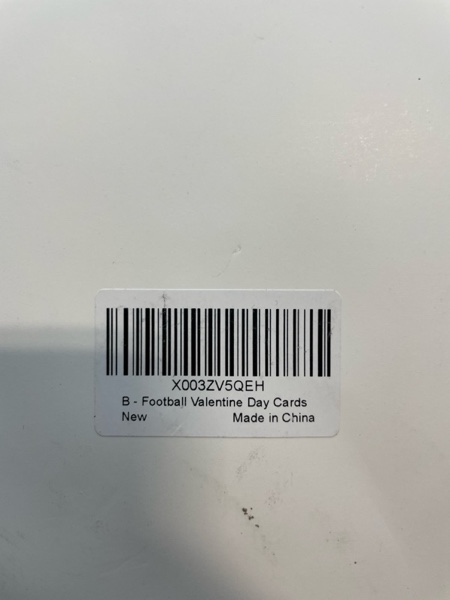 X003ZV5QEH
B - Football Valentine Day Cards
New Made in China